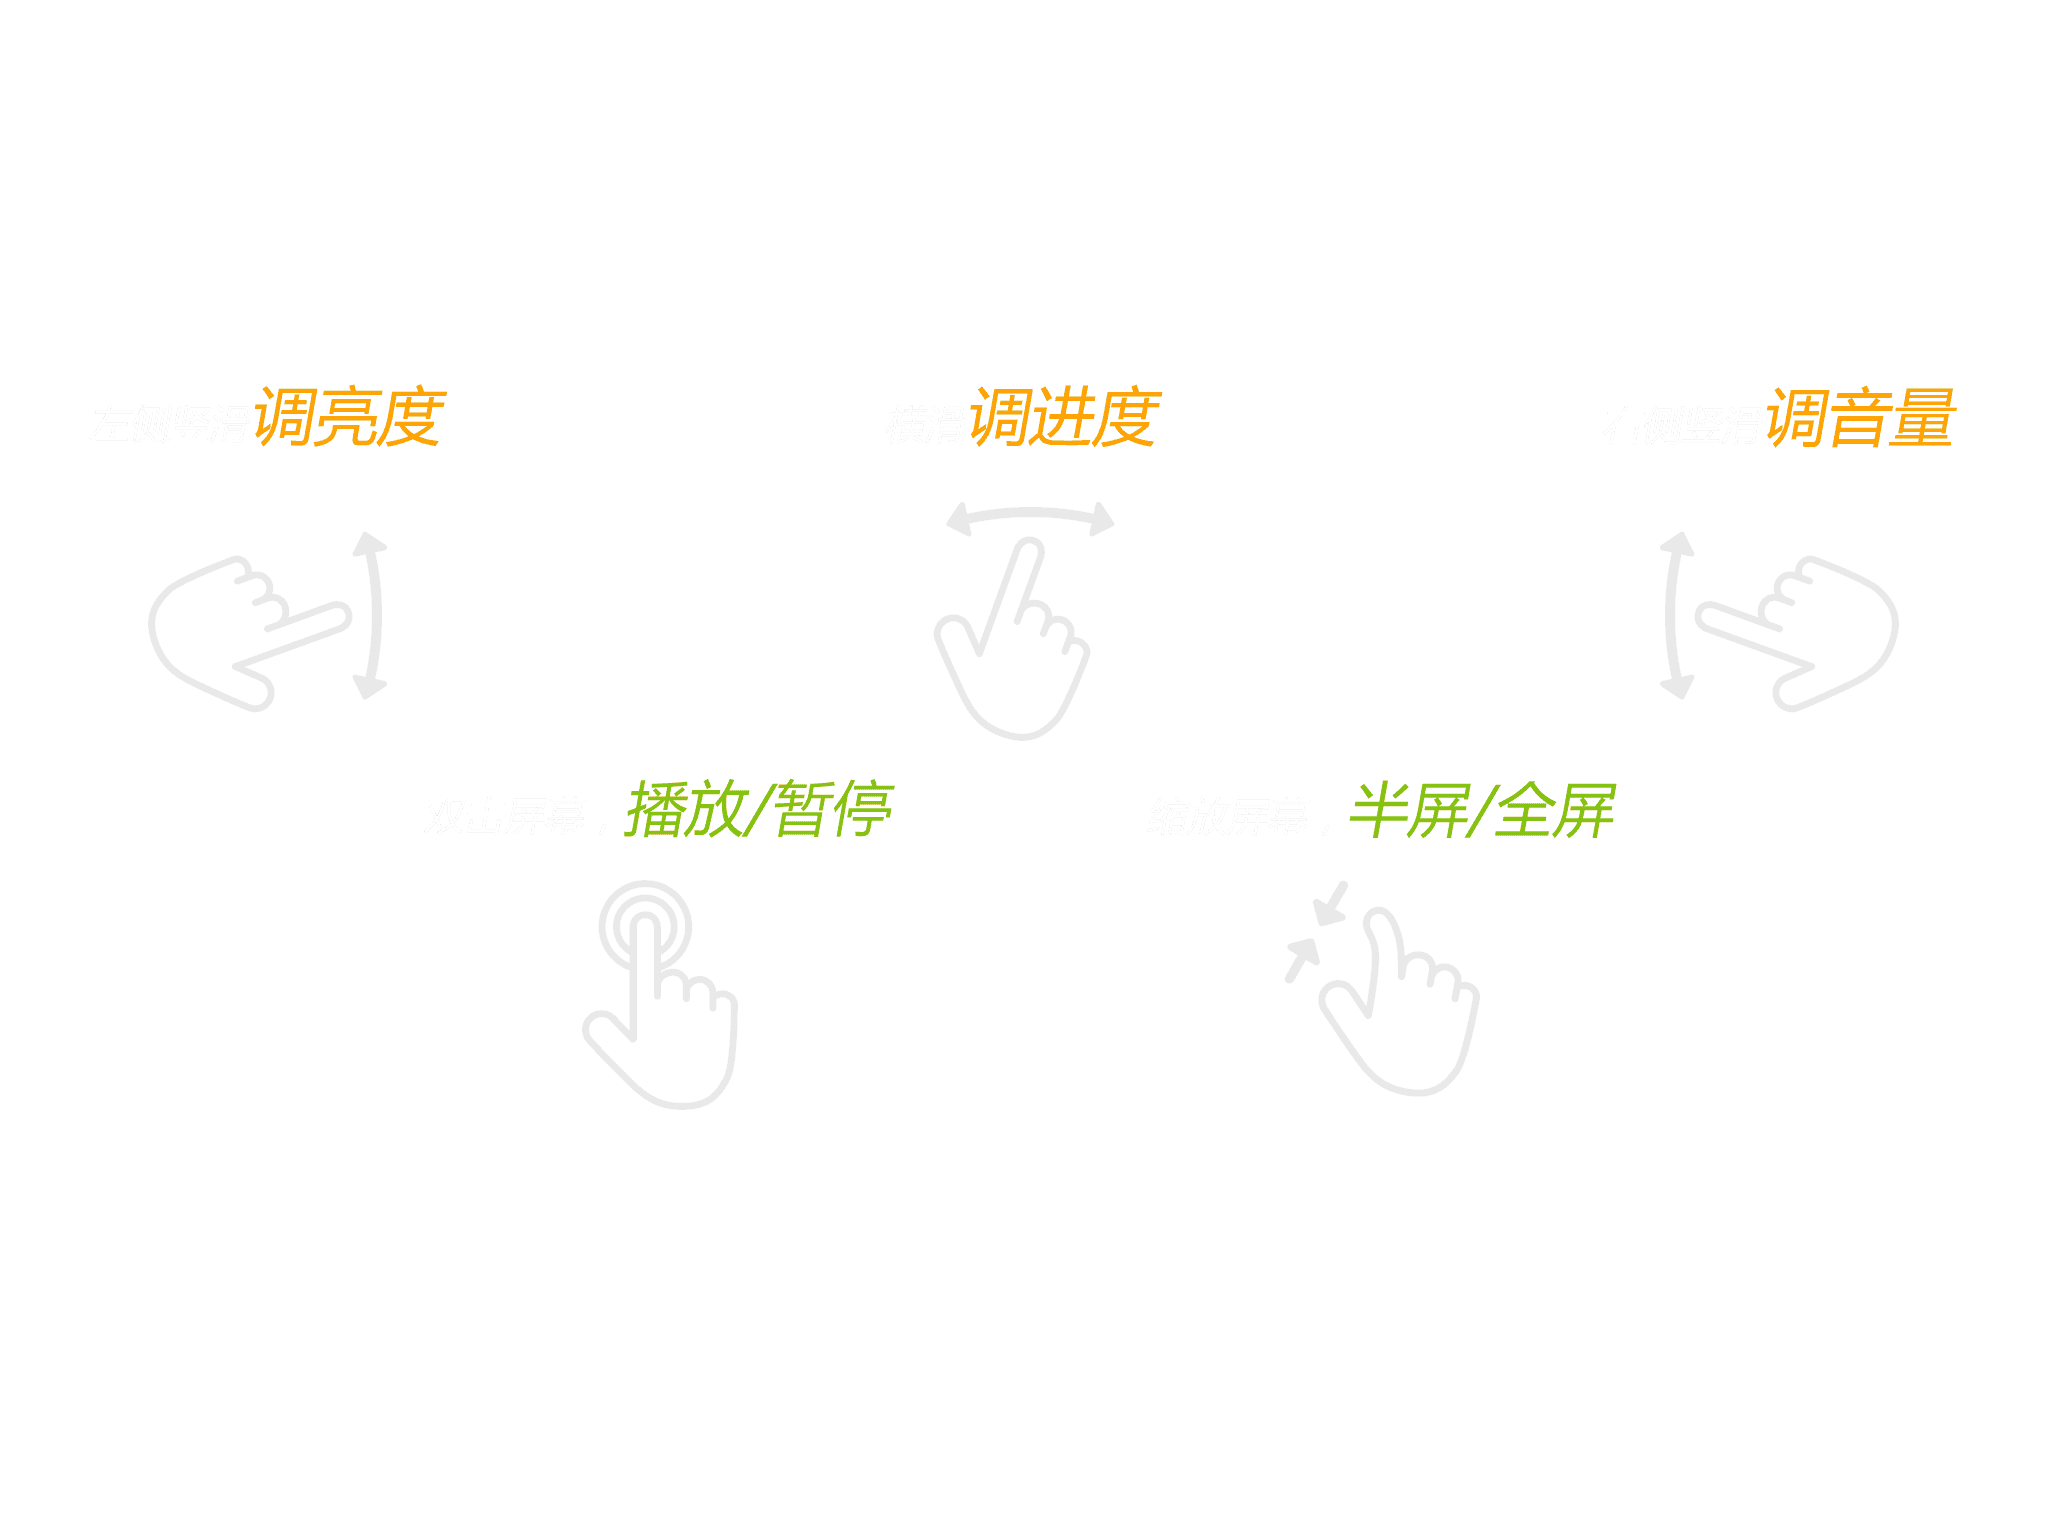 左侧竖滑调亮度
横滑调进度
右侧竖滑调音量
双击屏幕，播放/暂停
缩放屏幕，半屏/全屏